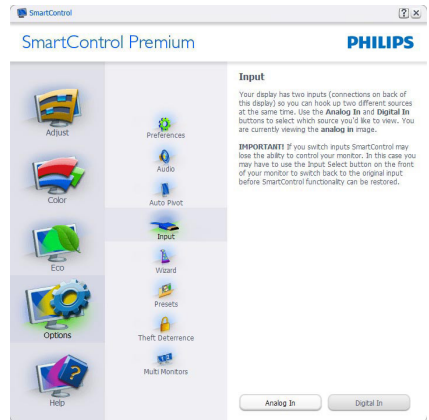 SmartControl
SmartControl Premium
PHILIPS
Adjust
Color
Eco
Options
Help
Preferences
Audio
Auto Pivot
Input
Wizard
Presets
Theft Deterrence
Multi Monitors
Input
Your display has two inputs (connections on back of
this display) so you can hook up two different sources
at the same time. Use the Analog In and Digital In
buttons to select which source you'd like to view. You
are currently viewing the analog in image.
IMPORTANT! If you switch inputs SmartControl may
lose the ability to control your monitor. In this case you
may have to use the Input Select button on the front
of your monitor to switch back to the original input
before SmartControl functionality can be restored.
Analog In
Digital In